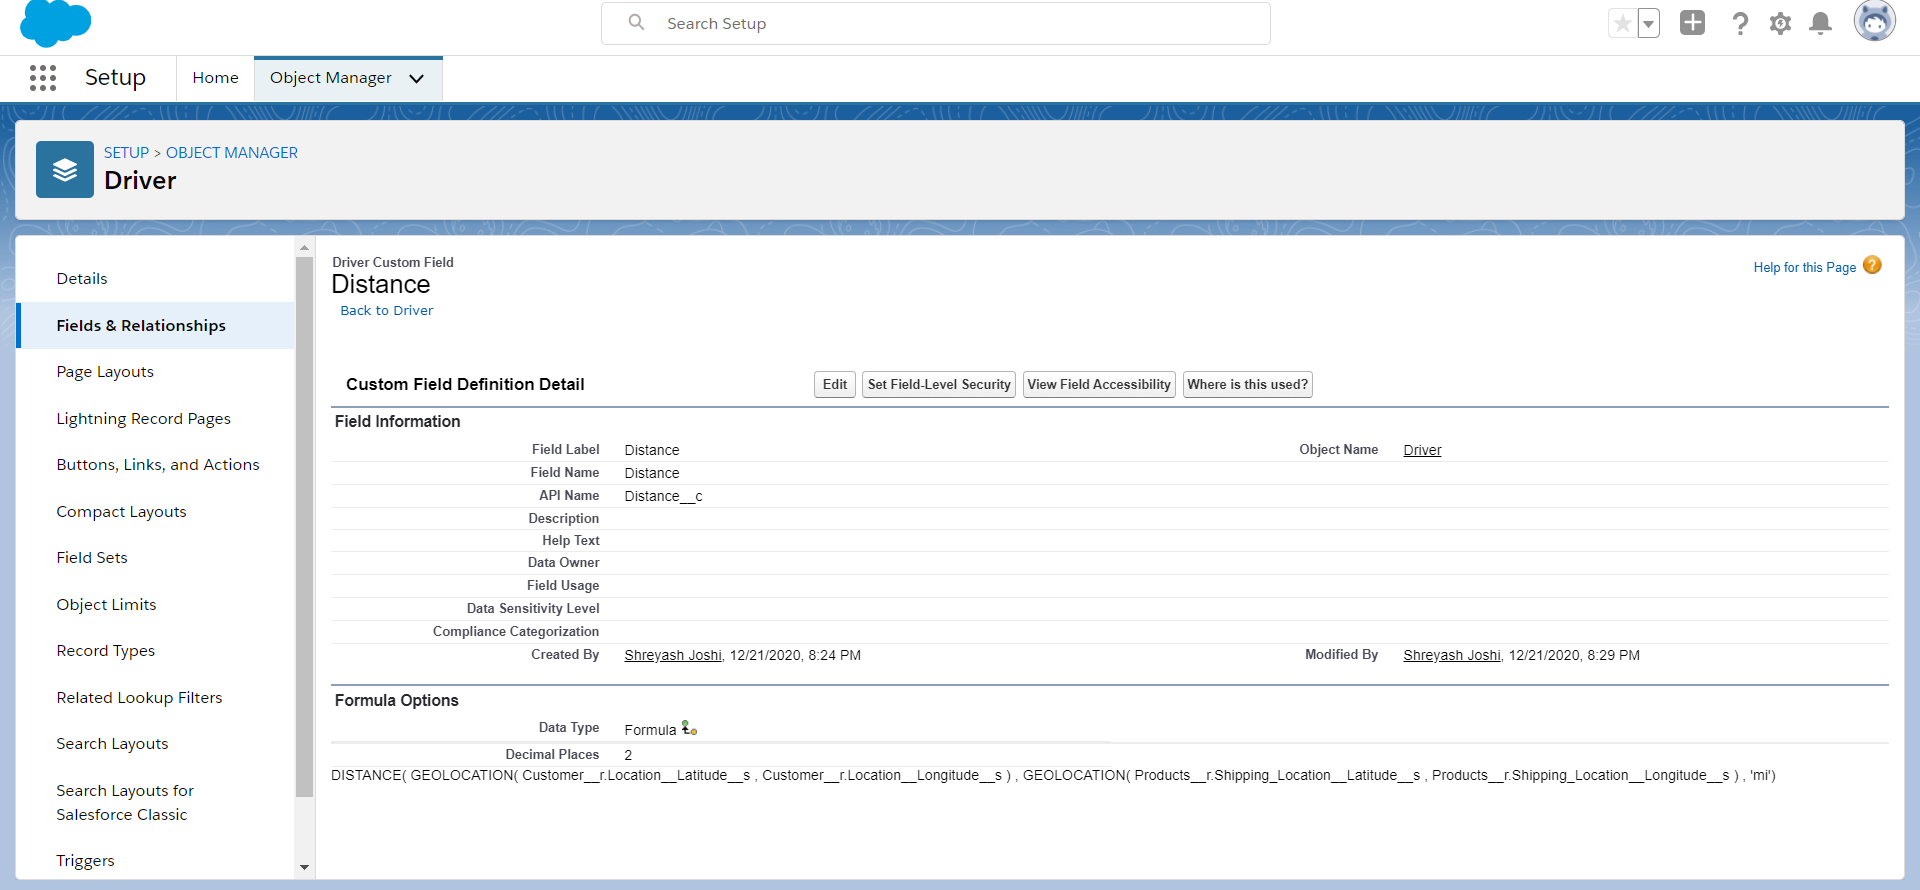 Search Setup
Setup
Home
Object Manager
SETUP > OBJECT MANAGER
Driver
Details
Fields & Relationships
Page Layouts
Lightning Record Pages
Buttons, Links, and Actions
Compact Layouts
Field Sets
Object Limits
Record Types
Related Lookup Filters
Search Layouts
Search Layouts for
Salesforce Classic
Triggers
Driver Custom Field
Distance
Back to Driver
Help for this Page ?
Custom Field Definition Detail
Edit
Set Field-Level Security
View Field Accessibility
Where is this used?
Field Information
Field Label Distance Object Name Driver
Field Name Distance
API Name Distance__c
Description
Help Text
Data Owner
Field Usage
Data Sensitivity Level
Compliance Categorization
Created By Shreyash Joshi, 12/21/2020, 8:24 PM Modified By Shreyash Joshi, 12/21/2020, 8:29 PM
Formula Options
Data Type Formula
Decimal Places 2
DISTANCE( GEOLOCATION( Customer__r.Location__Latitude__s , Customer__r.Location__Longitude__s ) , GEOLOCATION( Products__r.Shipping_Location__Latitude__s , Products__r.Shipping_Location__Longitude__s ) , 'mi')